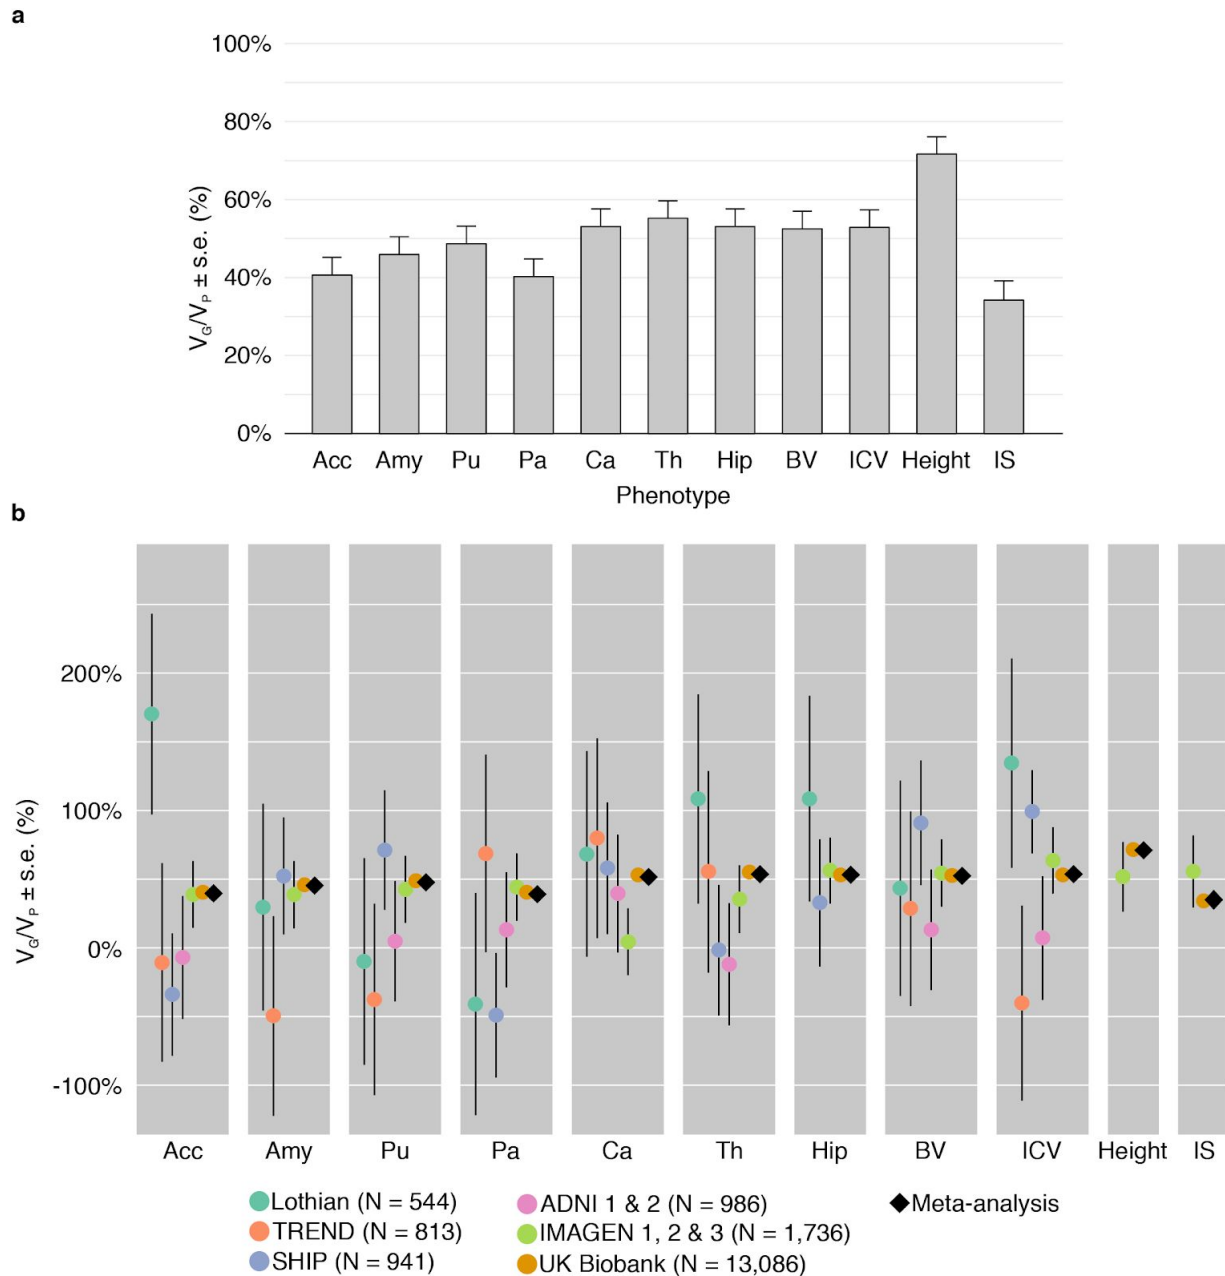 a
100%
80%
60%
40%
20%
0%
V_G/V_P ± s.e. (%)
Acc Amy Pu Pa Ca Th Hip BV ICV Height IS
Phenotype
b
200%
100%
0%
-100%
V_G/V_P ± s.e. (%)
Acc Amy Pu Pa Ca Th Hip BV ICV Height IS
Lothian (N = 544) ADNI 1 & 2 (N = 986) Meta-analysis
TREND (N = 813) IMAGEN 1, 2 & 3 (N = 1,736)
SHIP (N = 941) UK Biobank (N = 13,086)